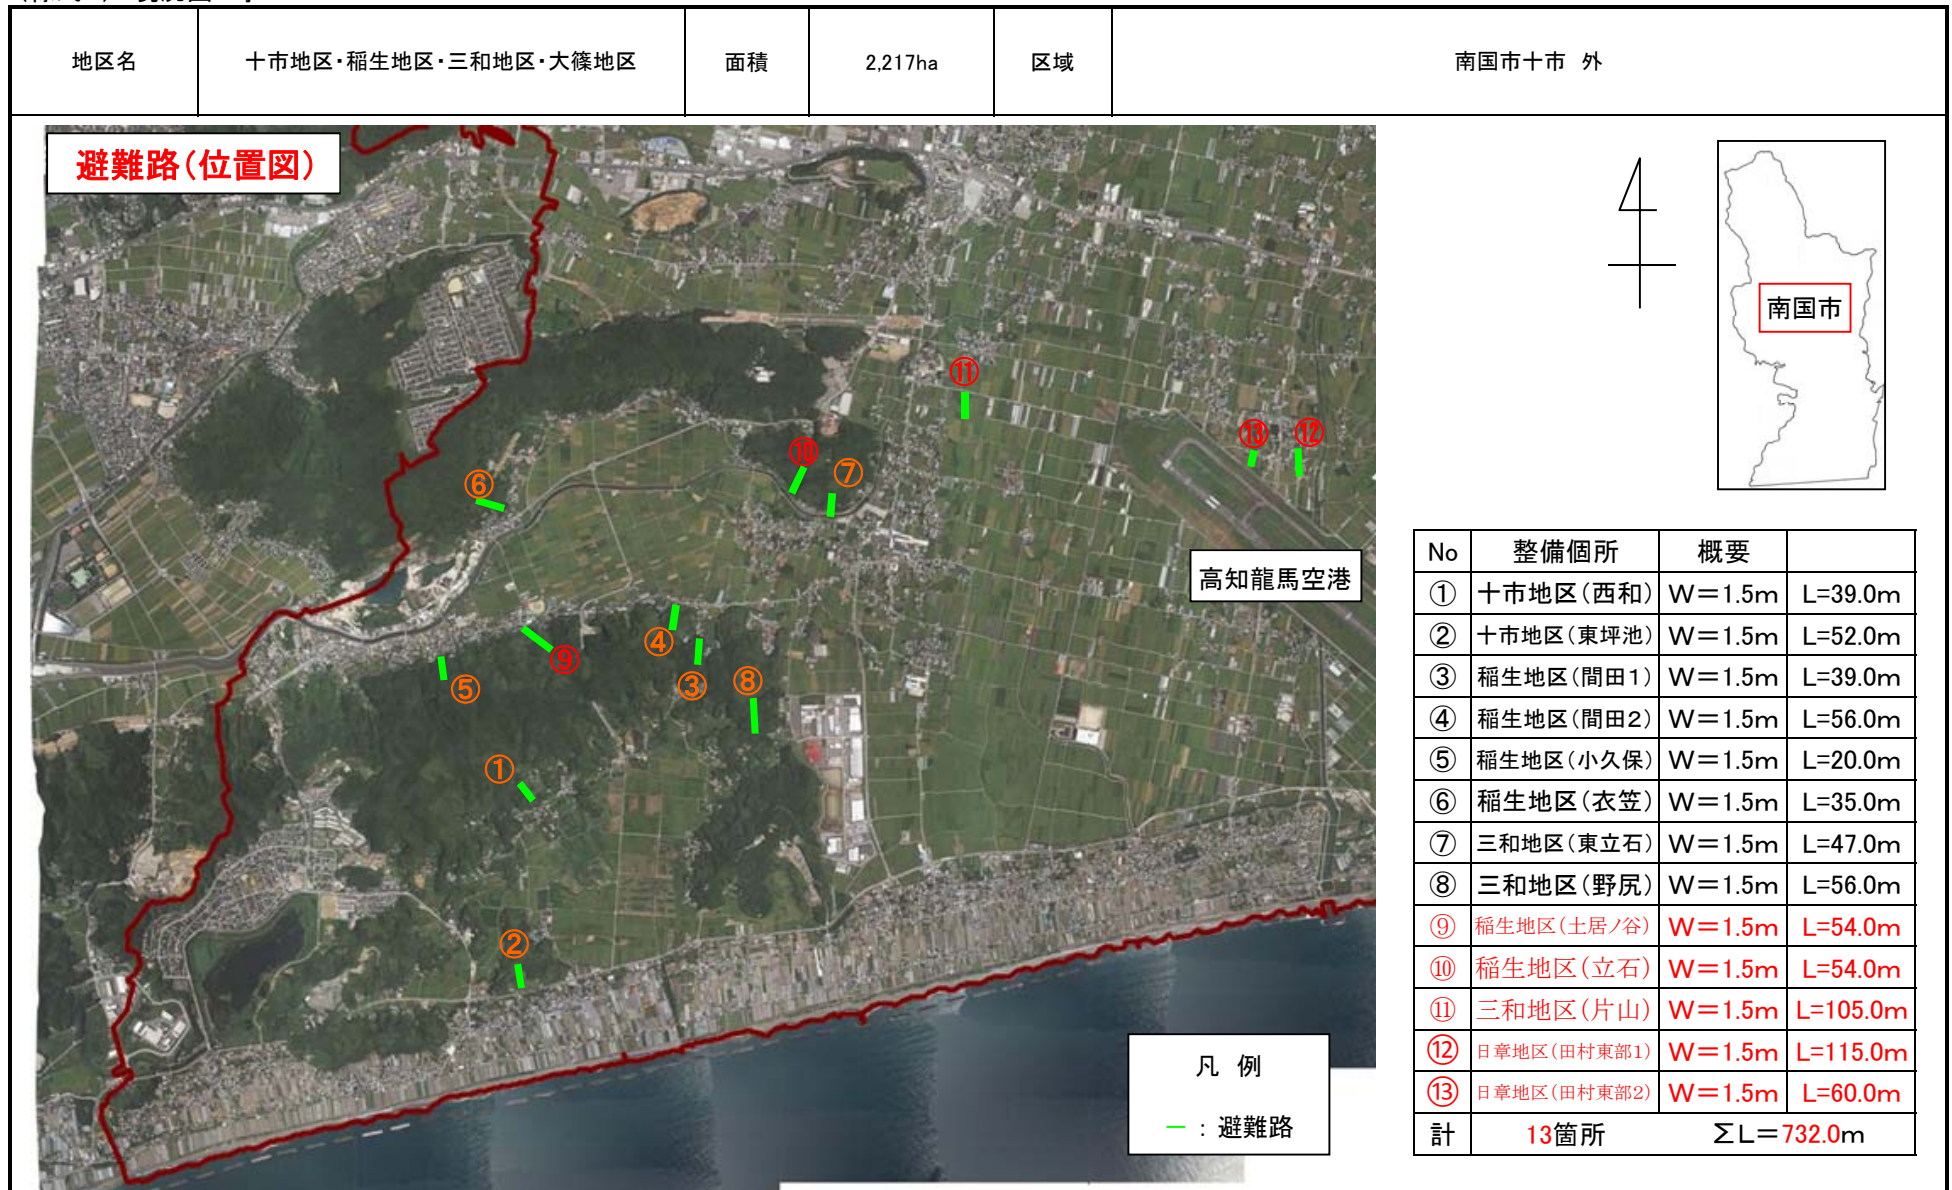 地区名 十市地区・稲生地区・三和地区・大篠地区 面積 2,217ha 区域 南国市十市 外
避難路(位置図)
南国市
⑪
⑬ ⑫
⑩
⑦
⑥
高知龍馬空港
④
⑨
③
⑧
⑤
①
②
凡 例
― : 避難路
No 整備個所 概要
① 十市地区(西和) W=1.5m L=39.0m
② 十市地区(東坪池) W=1.5m L=52.0m
③ 稲生地区(間田1) W=1.5m L=39.0m
④ 稲生地区(間田2) W=1.5m L=56.0m
⑤ 稲生地区(小久保) W=1.5m L=20.0m
⑥ 稲生地区(衣笠) W=1.5m L=35.0m
⑦ 三和地区(東立石) W=1.5m L=47.0m
⑧ 三和地区(野尻) W=1.5m L=56.0m
⑨ 稲生地区(土居ノ谷) W=1.5m L=54.0m
⑩ 稲生地区(立石) W=1.5m L=54.0m
⑪ 三和地区(片山) W=1.5m L=105.0m
⑫ 日章地区(田村東部1) W=1.5m L=115.0m
⑬ 日章地区(田村東部2) W=1.5m L=60.0m
計 13箇所 ΣL=732.0m